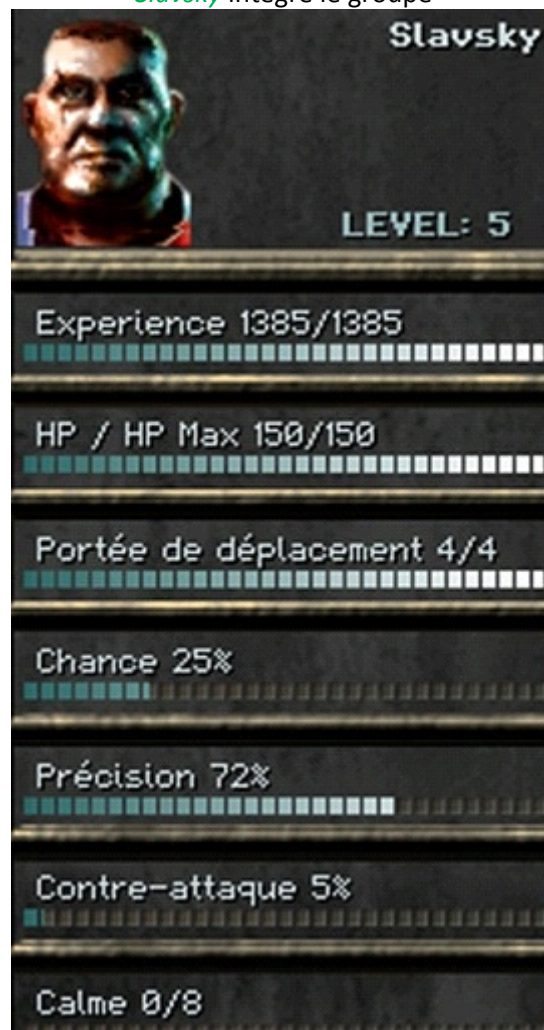 Slavsky intègre le groupe
Slavsky
LEVEL: 5
Experience 1385/1385
HP / HP Max 150/150
Portée de déplacement 4/4
Chance 25%
Précision 72%
Contre-attaque 5%
Calme 0/8